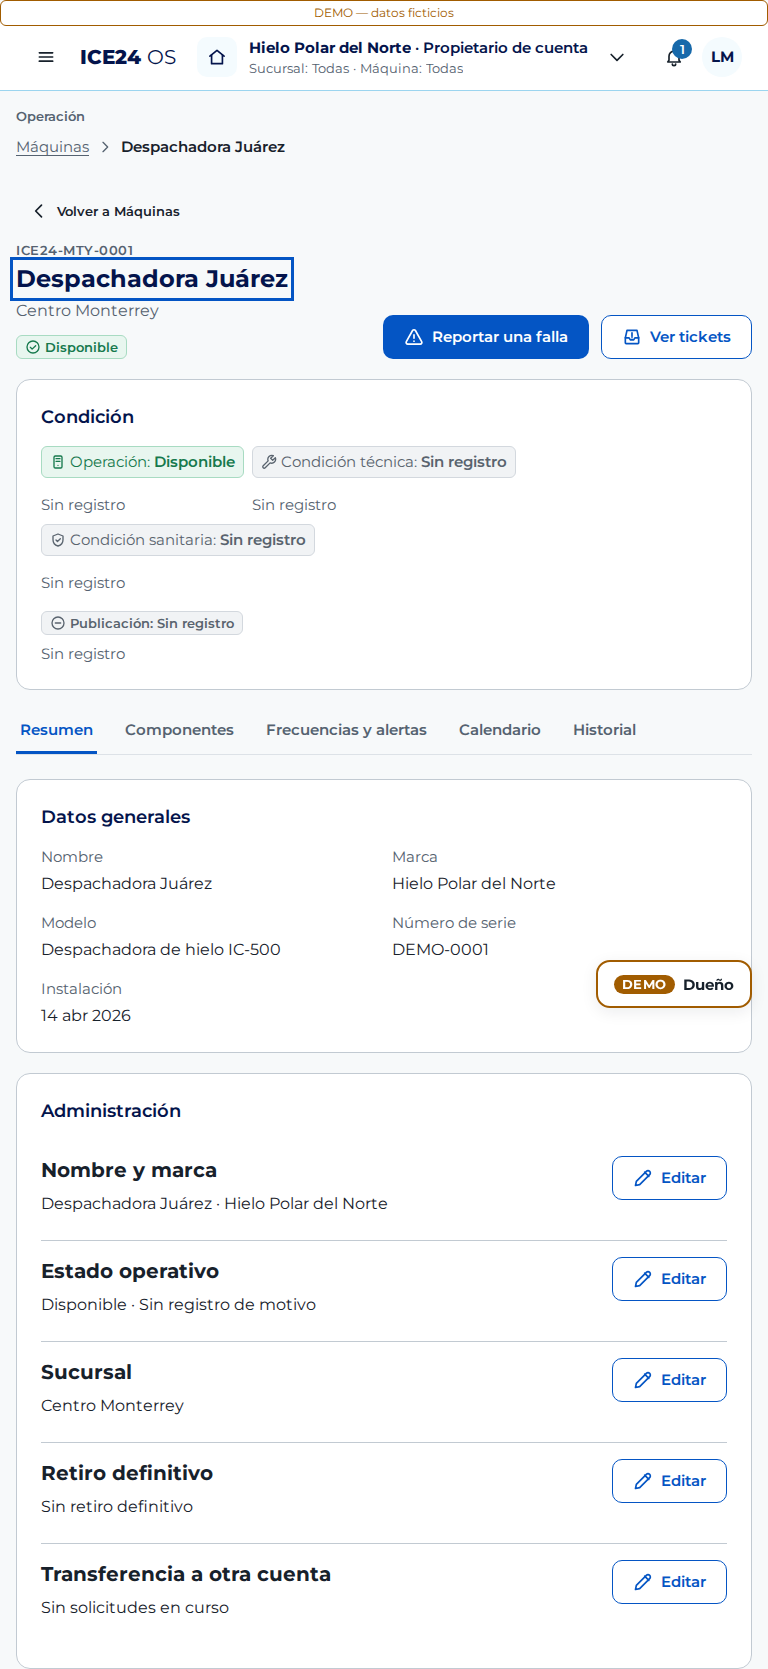 DEMO — datos ficticios
ICE24 OS
Hielo Polar del Norte · Propietario de cuenta
Sucursal: Todas · Máquina: Todas
1
LM
Operación
Máquinas
Despachadora Juárez
Volver a Máquinas
ICE24-MTY-0001
Despachadora Juárez
Centro Monterrey
Disponible
Reportar una falla
Ver tickets
Condición
Operación: Disponible
Condición técnica: Sin registro
Sin registro
Sin registro
Condición sanitaria: Sin registro
Sin registro
Publicación: Sin registro
Sin registro
Resumen
Componentes
Frecuencias y alertas
Calendario
Historial
Datos generales
Nombre
Despachadora Juárez
Marca
Hielo Polar del Norte
Modelo
Despachadora de hielo IC-500
Número de serie
DEMO-0001
Instalación
14 abr 2026
DEMO Dueño
Administración
Nombre y marca
Despachadora Juárez · Hielo Polar del Norte
Editar
Estado operativo
Disponible · Sin registro de motivo
Editar
Sucursal
Centro Monterrey
Editar
Retiro definitivo
Sin retiro definitivo
Editar
Transferencia a otra cuenta
Sin solicitudes en curso
Editar